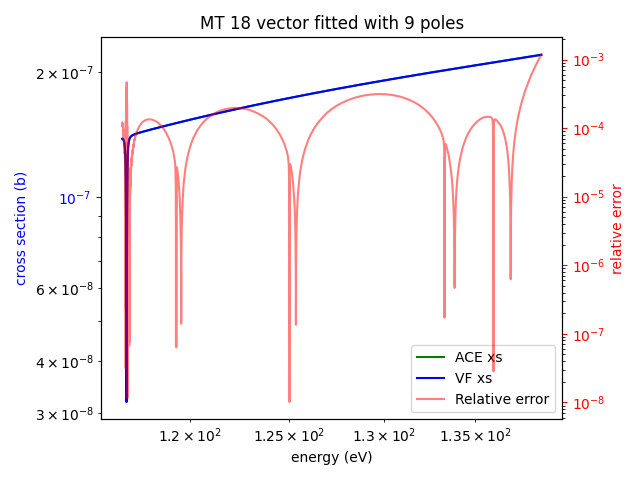 MT 18 vector fitted with 9 poles
2 × 10⁻⁷
10⁻⁷
6 × 10⁻⁸
4 × 10⁻⁸
3 × 10⁻⁸
cross section (b)
10⁻³
10⁻⁴
10⁻⁵
10⁻⁶
10⁻⁷
10⁻⁸
relative error
ACE xs
VF xs
Relative error
1.2 × 10² 1.25 × 10² 1.3 × 10² 1.35 × 10²
energy (eV)